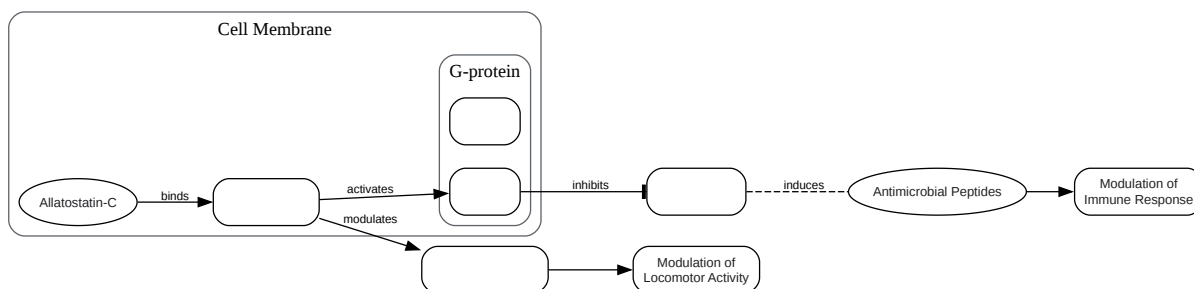 Cell Membrane
G-protein
Allatostatin-C
binds
activates
modulates
inhibits
induces
Antimicrobial Peptides
Modulation of
Immune Response
Modulation of
Locomotor Activity